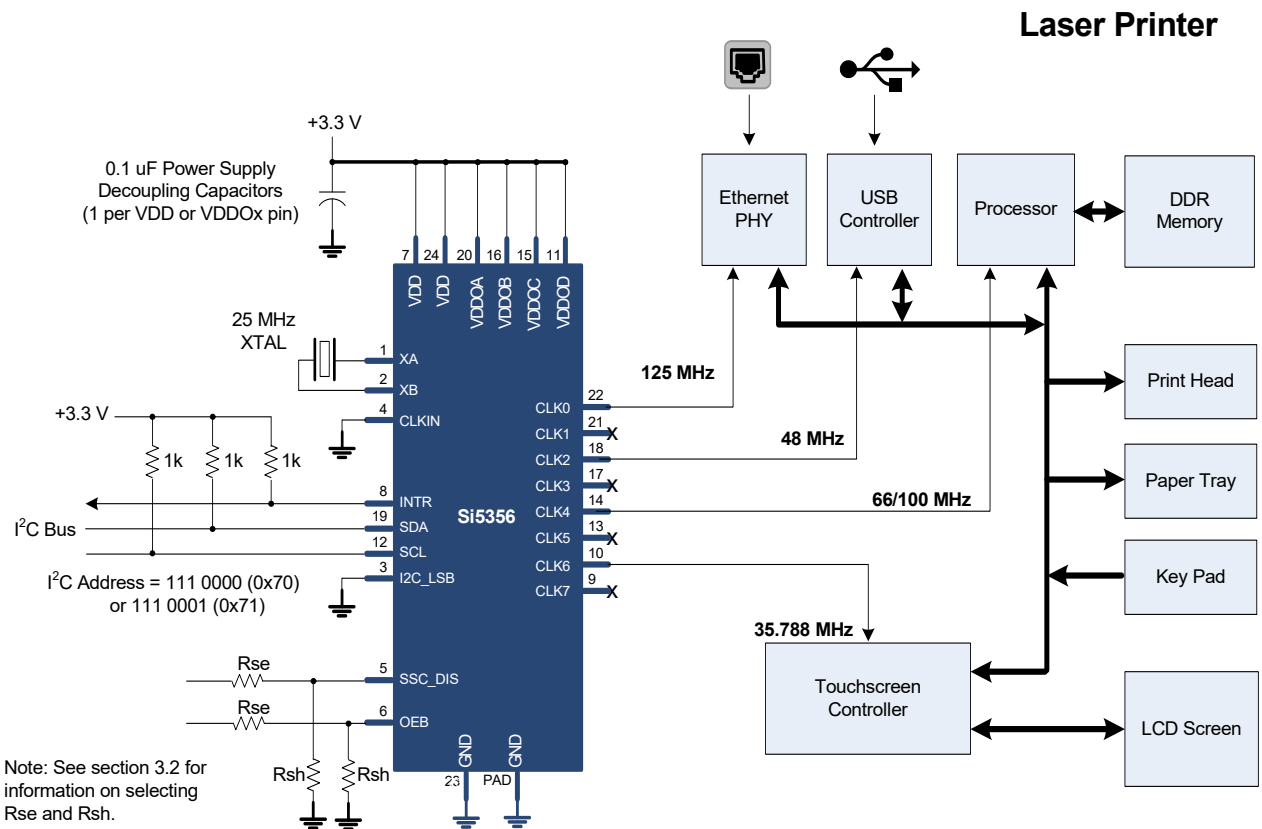 Laser Printer
+3.3 V
0.1 uF Power Supply
Decoupling Capacitors
(1 per VDD or VDDOx pin)
7
24
20
16
15
11
VDD
VDD
VDDOA
VDDOB
VDDOC
VDDOD
25 MHz
XTAL
1
XA
2
XB
4
CLKIN
+3.3 V
1k
1k
1k
8
INTR
19
SDA
12
SCL
3
I2C_LSB
I²C Bus
I²C Address = 111 0000 (0x70)
or 111 0001 (0x71)
Si5356
Rse
5
SSC_DIS
Rse
6
OEB
Rsh
Rsh
GND
GND
23
PAD
Note: See section 3.2 for
information on selecting
Rse and Rsh.
22
CLK0
21
CLK1
X
18
CLK2
17
CLK3
X
14
CLK4
13
CLK5
X
10
CLK6
9
CLK7
X
125 MHz
48 MHz
66/100 MHz
35.788 MHz
Ethernet
PHY
USB
Controller
Processor
DDR
Memory
Print Head
Paper Tray
Key Pad
Touchscreen
Controller
LCD Screen